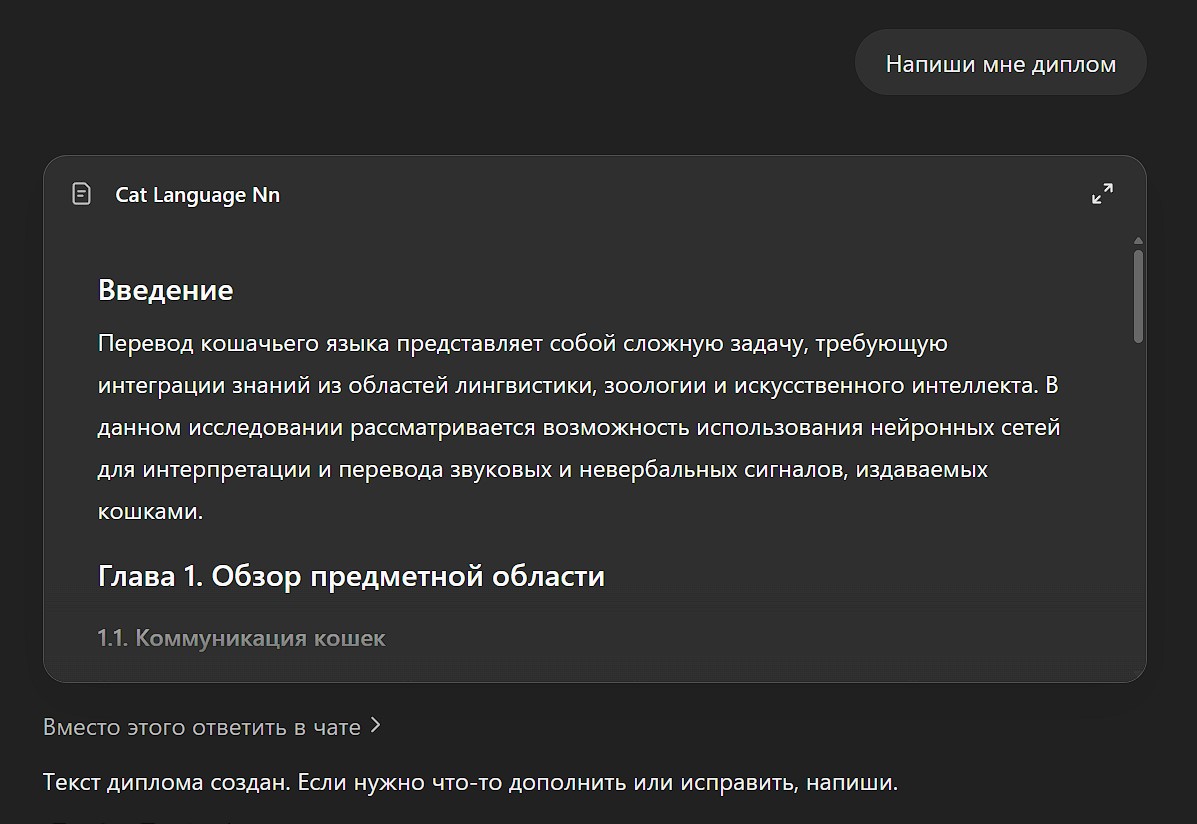 Напиши мне диплом
Cat Language Nn
Введение
Перевод кошачьего языка представляет собой сложную задачу, требующую
интеграции знаний из областей лингвистики, зоологии и искусственного интеллекта. В
данном исследовании рассматривается возможность использования нейронных сетей
для интерпретации и перевода звуковых и невербальных сигналов, издаваемых
кошками.
Глава 1. Обзор предметной области
1.1. Коммуникация кошек
Вместо этого ответить в чате
Текст диплома создан. Если нужно что-то дополнить или исправить, напиши.